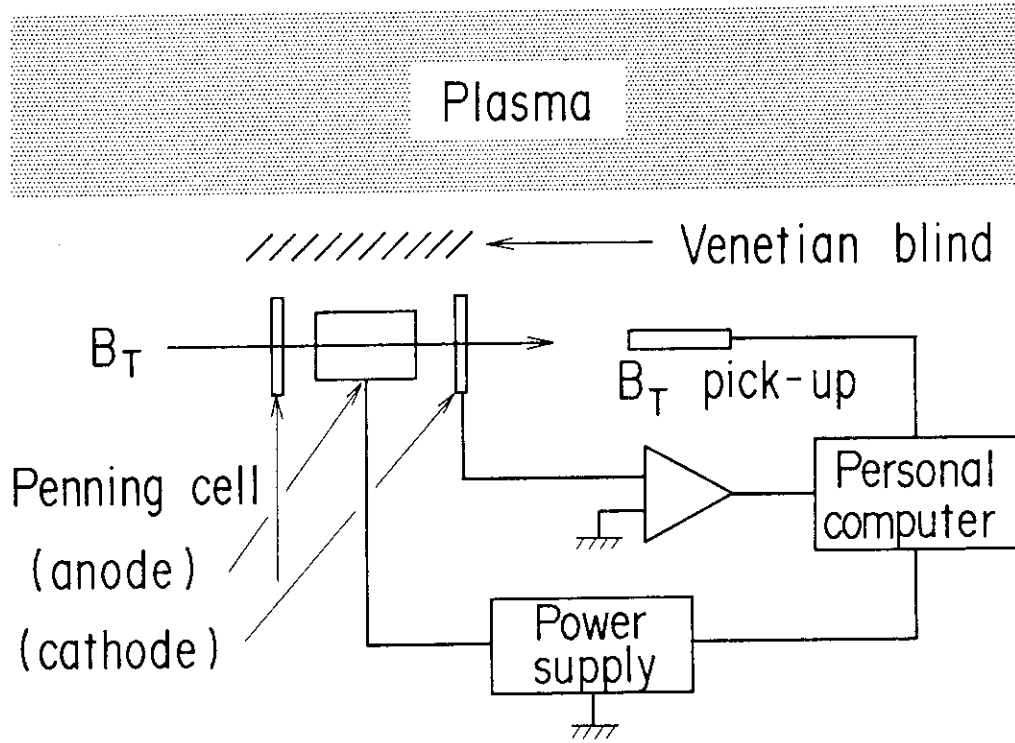 Plasma
Venetian blind
B_T
B_T pick-up
Penning cell
(anode)
(cathode)
Personal
computer
Power
supply